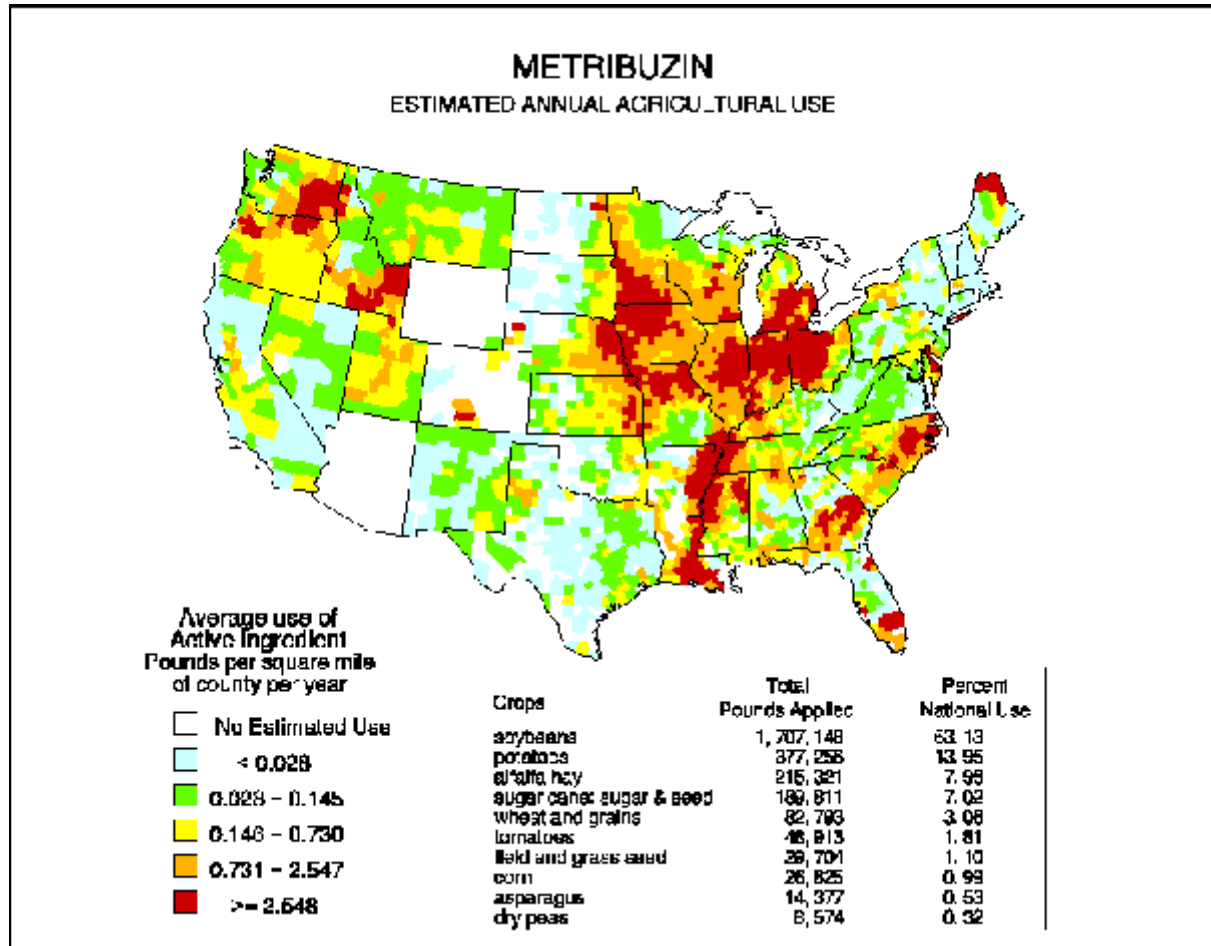 METRIBUZIN
ESTIMATED ANNUAL AGRICULTURAL USE
Average use of
Active Ingredient
Pounds per square mile
of county per year
No Estimated Use
< 0.028
0.028 - 0.145
0.146 - 0.730
0.731 - 2.547
>= 2.548
Crops Total Pounds Applied Percent National Use
soybeans 1,707,148 63.13
potatoes 377,258 13.95
alfalfa hay 215,321 7.96
sugar cane: sugar & seed 189,811 7.02
wheat and grains 82,793 3.06
tomatoes 48,913 1.81
field and grass seed 29,704 1.10
corn 26,825 0.99
asparagus 14,377 0.53
dry peas 8,574 0.32